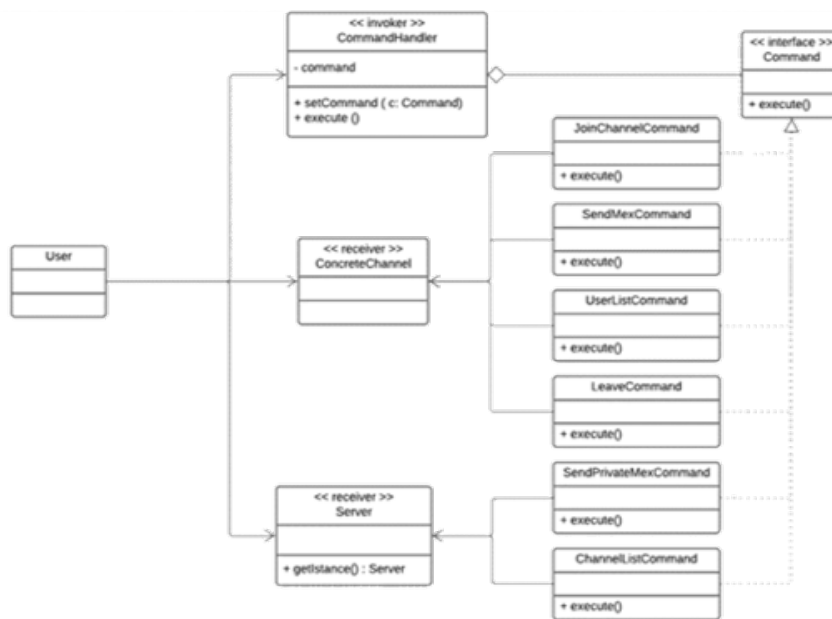 << invoker >>
CommandHandler
- command
+ setCommand ( c: Command)
+ execute ()
<< interface >>
Command
+ execute()
JoinChannelCommand
+ execute()
SendMexCommand
+ execute()
User
<< receiver >>
ConcreteChannel
UserListCommand
+ execute()
LeaveCommand
+ execute()
<< receiver >>
Server
+ getIstance() : Server
SendPrivateMexCommand
+ execute()
ChannelListCommand
+ execute()